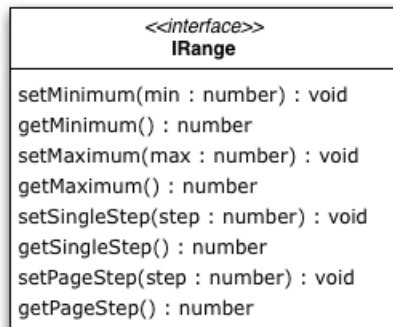 <<interface>>
IRange
setMinimum(min : number) : void
getMinimum() : number
setMaximum(max : number) : void
getMaximum() : number
setSingleStep(step : number) : void
getSingleStep() : number
setPageStep(step : number) : void
getPageStep() : number